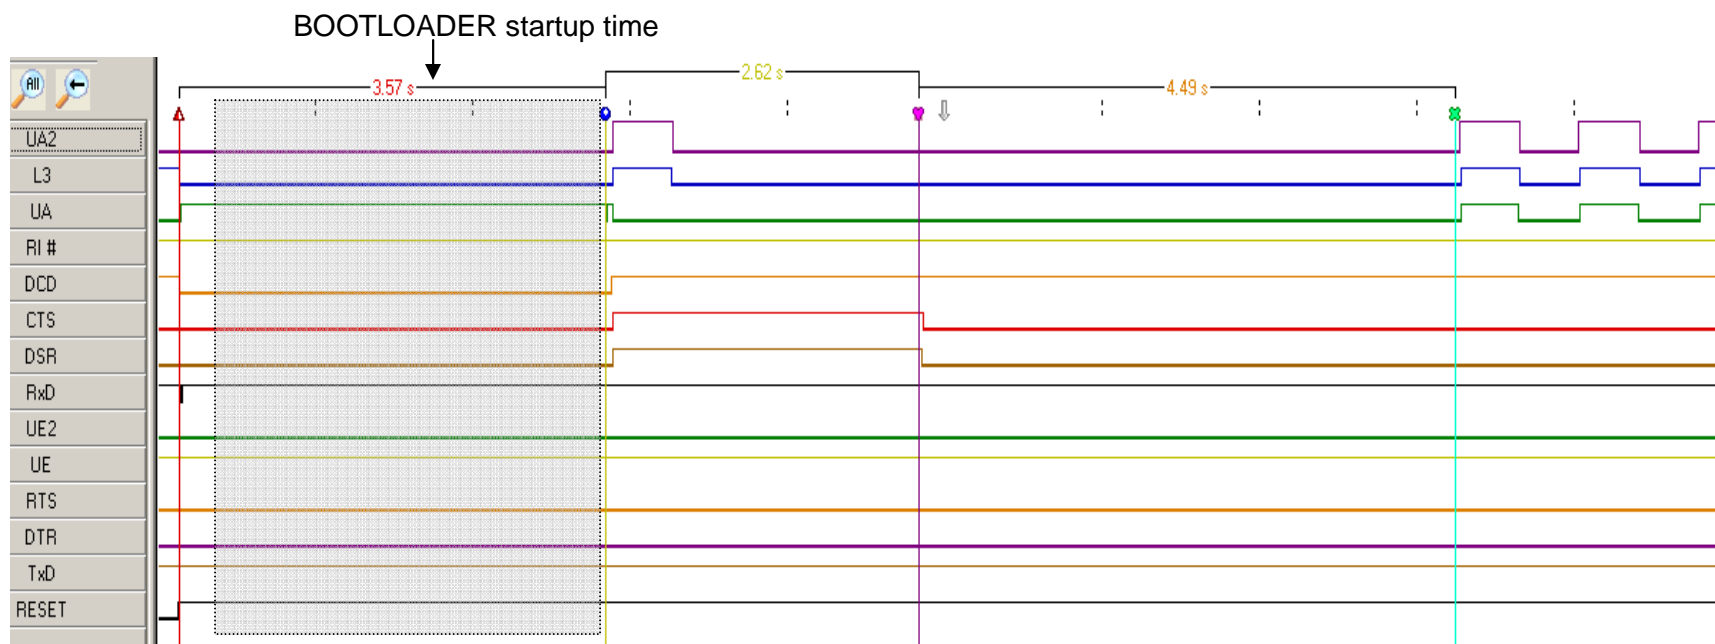 BOOTLOADER startup time
All
3.57 s
2.62 s
4.49 s
UA2
L3
UA
RI #
DCD
CTS
DSR
RxD
UE2
UE
RTS
DTR
TxD
RESET